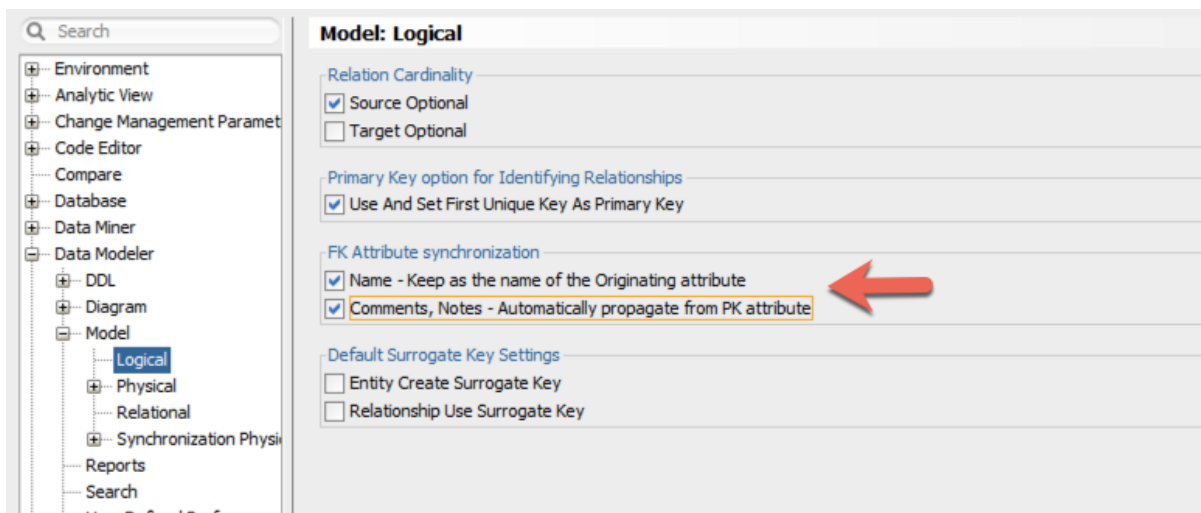 Search
Environment
Analytic View
Change Management Paramet
Code Editor
Compare
Database
Data Miner
Data Modeler
DDL
Diagram
Model
Logical
Physical
Relational
Synchronization Physi
Reports
Search
Model: Logical
Relation Cardinality
Source Optional
Target Optional
Primary Key option for Identifying Relationships
Use And Set First Unique Key As Primary Key
FK Attribute synchronization
Name - Keep as the name of the Originating attribute
Comments, Notes - Automatically propagate from PK attribute
Default Surrogate Key Settings
Entity Create Surrogate Key
Relationship Use Surrogate Key